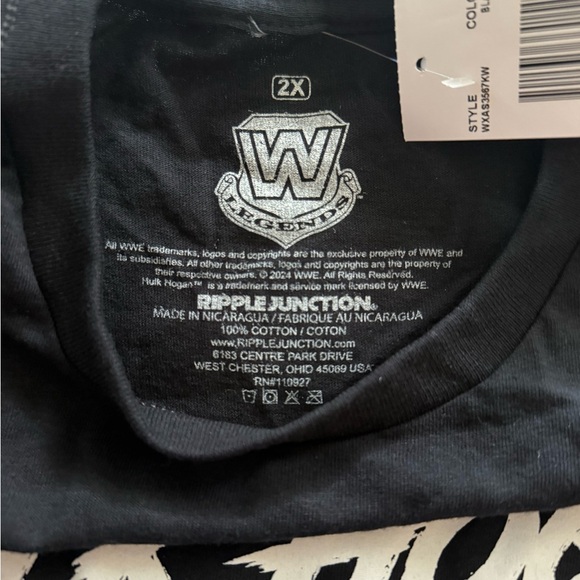 COLO
BL
STYLE
WXAS3567KW
2X
W
LEGENDS
All WWE trademarks, logos and copyrights are the exclusive property of WWE and
its subsidiaries. All other trademarks, logos and copyrights are the property of
their respective owners. © 2024 WWE. All Rights Reserved.
Hulk Hogan™ is a trademark and service mark licensed by WWE.
RIPPLE JUNCTION®
MADE IN NICARAGUA / FABRIQUE AU NICARAGUA
100% COTTON / COTON
www.RIPPLEJUNCTION.com
6183 CENTRE PARK DRIVE
WEST CHESTER, OHIO 45069 USA
RN#110927